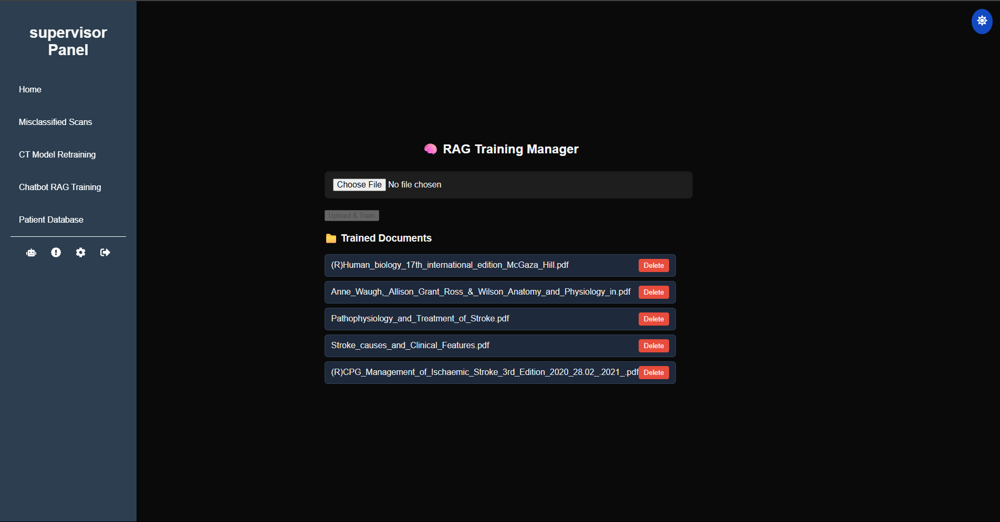 supervisor
Panel
Home
Misclassified Scans
CT Model Retraining
Chatbot RAG Training
Patient Database
RAG Training Manager
Choose File No file chosen
Upload & Train
Trained Documents
(R)Human_biology_17th_international_edition_McGaza_Hill.pdf Delete
Anne_Waugh,_Allison_Grant_Ross_&_Wilson_Anatomy_and_Physiology_in.pdf Delete
Pathophysiology_and_Treatment_of_Stroke.pdf Delete
Stroke_causes_and_Clinical_Features.pdf Delete
(R)CPG_Management_of_Ischaemic_Stroke_3rd_Edition_2020_28.02_.2021_.pdf Delete